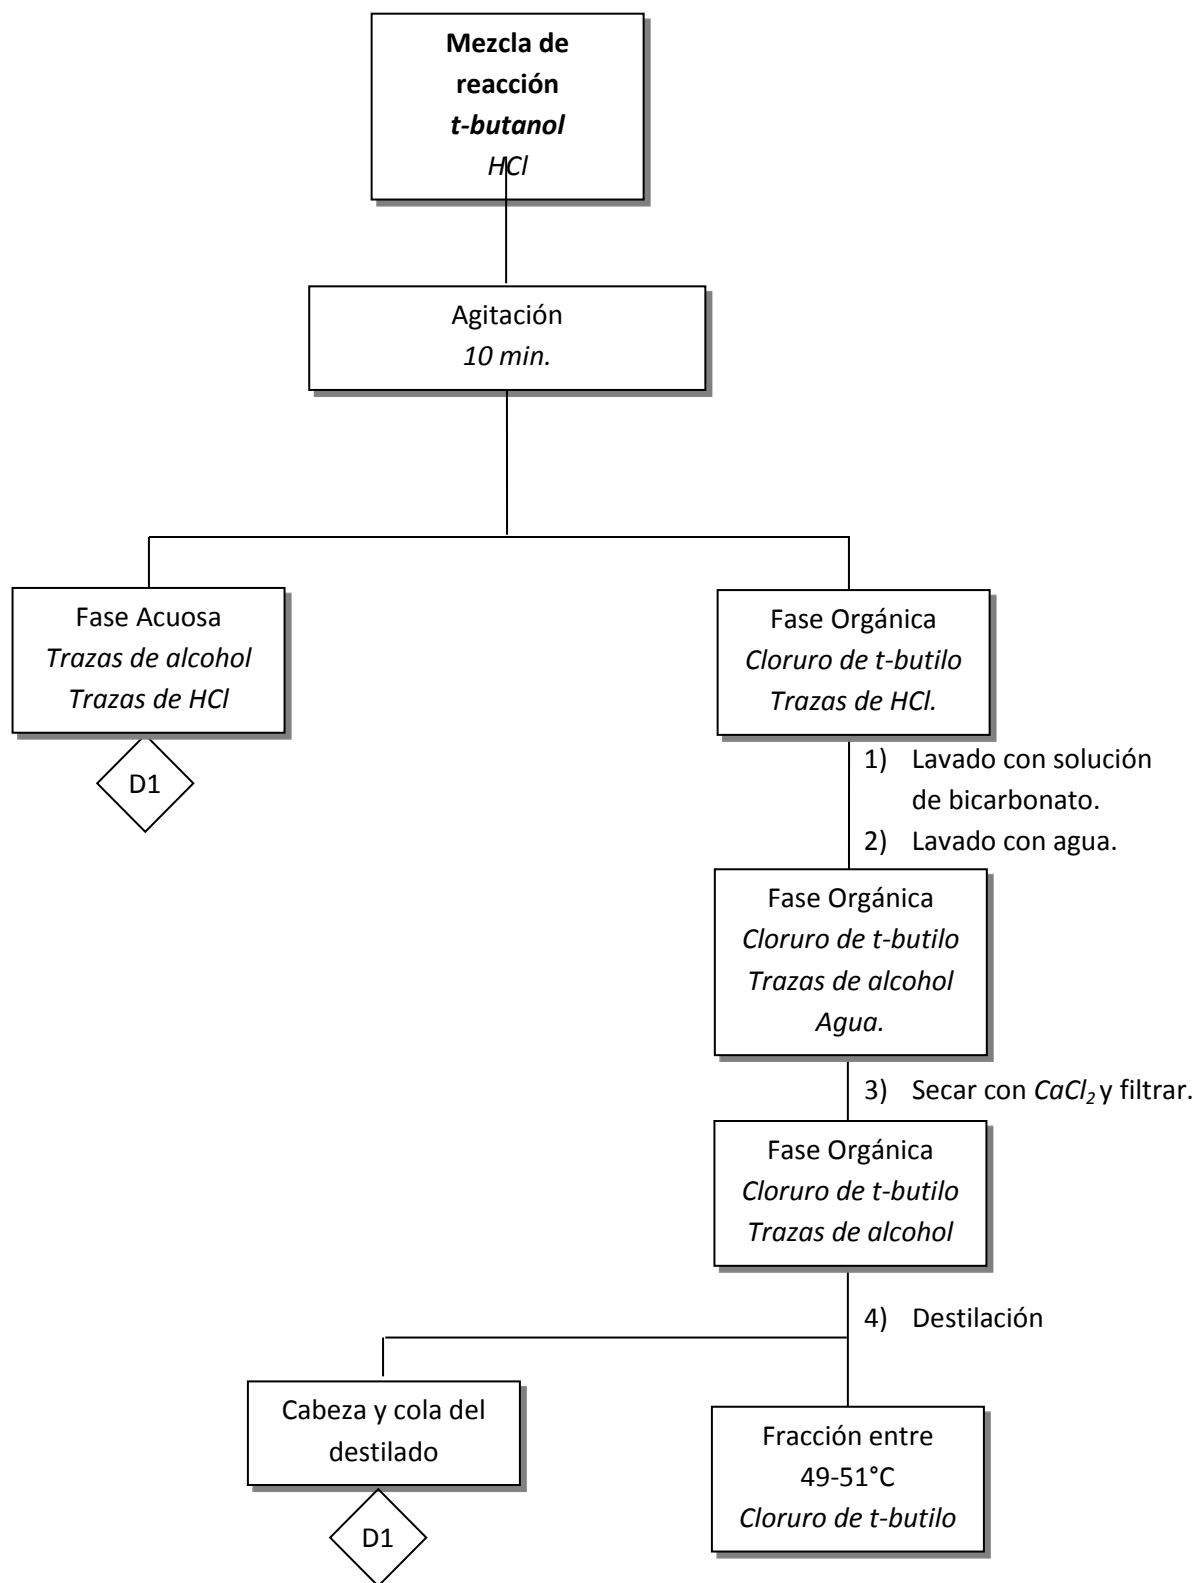 Mezcla de
reacción
t-butanol
HCl
Agitación
10 min.
Fase Acuosa
Trazas de alcohol
Trazas de HCl
D1
Fase Orgánica
Cloruro de t-butilo
Trazas de HCl.
1) Lavado con solución
de bicarbonato.
2) Lavado con agua.
Fase Orgánica
Cloruro de t-butilo
Trazas de alcohol
Agua.
3) Secar con CaCl₂ y filtrar.
Fase Orgánica
Cloruro de t-butilo
Trazas de alcohol
4) Destilación
Cabeza y cola del
destilado
D1
Fracción entre
49-51°C
Cloruro de t-butilo